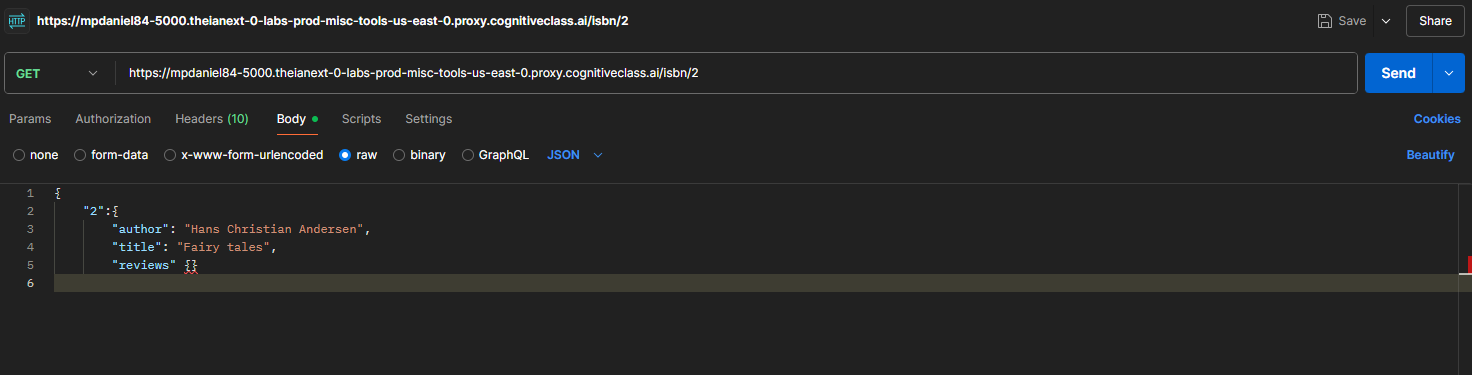 HTTP https://mpdaniel84-5000.theianext-0-labs-prod-misc-tools-us-east-0.proxy.cognitiveclass.ai/isbn/2 Save Share
GET https://mpdaniel84-5000.theianext-0-labs-prod-misc-tools-us-east-0.proxy.cognitiveclass.ai/isbn/2 Send
Params Authorization Headers (10) Body Scripts Settings Cookies
none form-data x-www-form-urlencoded raw binary GraphQL JSON Beautify
1 {
2 "2":{
3 "author": "Hans Christian Andersen",
4 "title": "Fairy tales",
5 "reviews" {}
6